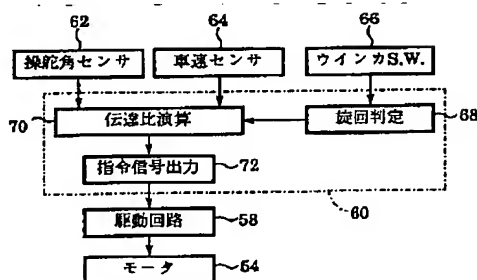 62 64 66
操舵角センサ 車速センサ ウインカS.W.
70 伝達比演算 旋回判定 68
指令信号出力 72
60
駆動回路 58
モータ 54